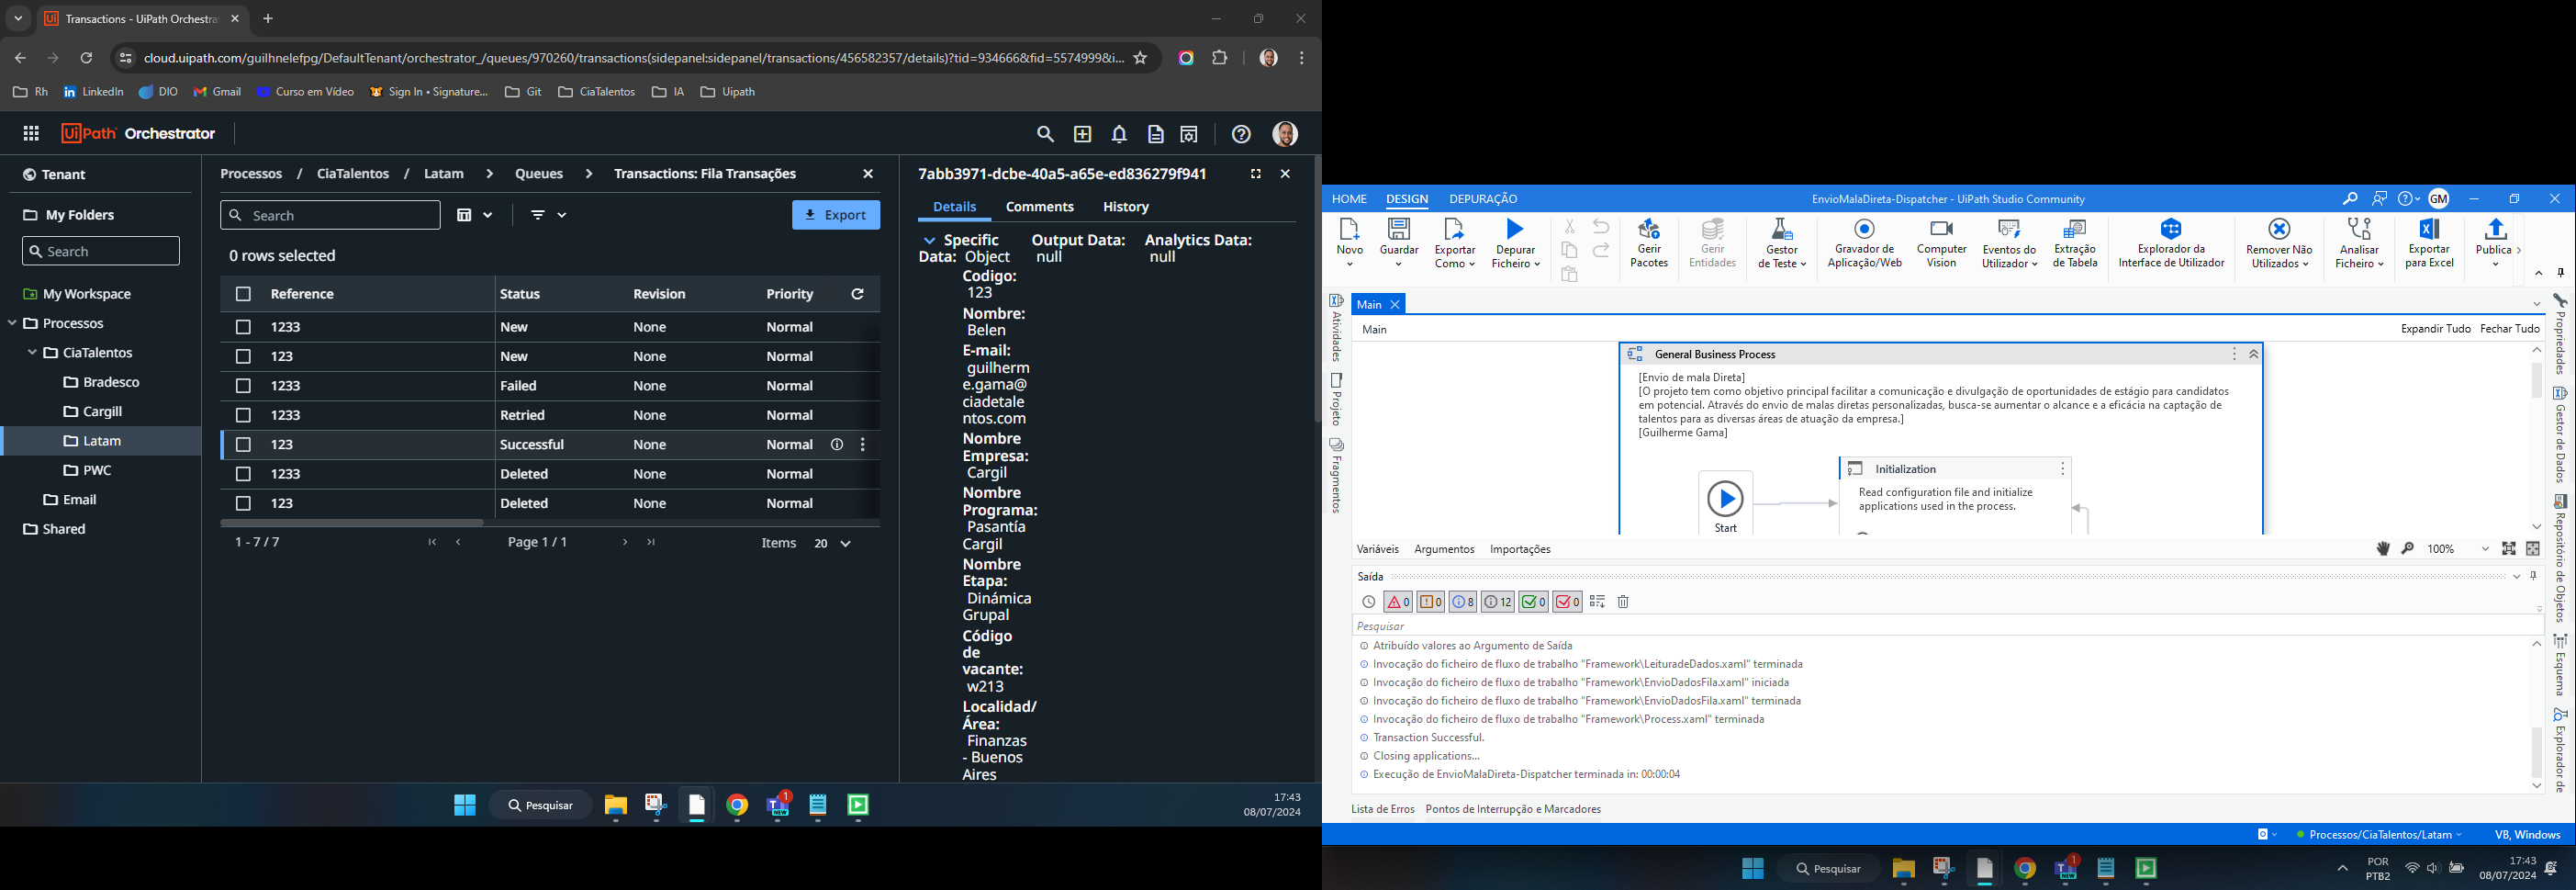 Transactions - UiPath Orchestra
cloud.uipath.com/guilhnelefpg/DefaultTenant/orchestrator_/queues/970260/transactions(sidepanel:sidepanel/transactions/456582357/details)?tid=934666&fid=5574999&i...
Rh LinkedIn DIO Gmail Curso em Vídeo Sign In • Signature... Git CiaTalentos IA Uipath
UiPath Orchestrator
Tenant
My Folders
Search
My Workspace
Processos
CiaTalentos
Bradesco
Cargill
Latam
PWC
Email
Shared
Processos / CiaTalentos / Latam > Queues > Transactions: Fila Transações
Search
Export
0 rows selected
Reference Status Revision Priority
1233 New None Normal
123 New None Normal
1233 Failed None Normal
1233 Retried None Normal
123 Successful None Normal
1233 Deleted None Normal
123 Deleted None Normal
1 - 7 / 7 Page 1 / 1 Items 20
7abb3971-dcbe-40a5-a65e-ed836279f941
Details Comments History
Specific Output Data: Analytics Data:
Data: Object null null
Codigo:
123
Nombre:
Belen
E-mail:
guilherm
e.gama@
ciadetale
ntos.com
Nombre
Empresa:
Cargil
Nombre
Programa:
Pasantía
Cargil
Nombre
Etapa:
Dinámica
Grupal
Código
de
vacante:
w213
Localidad/
Área:
Finanzas
- Buenos
Aires
Pesquisar
1
NEW
17:43
08/07/2024
HOME DESIGN DEPURAÇÃO
EnvioMalaDireta-Dispatcher - UiPath Studio Community
GM
Novo
Guardar
Exportar Como
Depurar Ficheiro
Gerir Pacotes
Gerir Entidades
Gestor de Teste
Gravador de Aplicação/Web
Computer Vision
Eventos do Utilizador
Extração de Tabela
Explorador da Interface de Utilizador
Remover Não Utilizados
Analisar Ficheiro
Exportar para Excel
Publica
Atividades
Projeto
Fragmentos
Main
Main Expandir Tudo Fechar Tudo
General Business Process
[Envio de mala Direta]
[O projeto tem como objetivo principal facilitar a comunicação e divulgação de oportunidades de estágio para candidatos
em potencial. Através do envio de malas diretas personalizadas, busca-se aumentar o alcance e a eficácia na captação de
talentos para as diversas áreas de atuação da empresa.]
[Guilherme Gama]
Start
Initialization
Read configuration file and initialize
applications used in the process.
Variáveis Argumentos Importações 100%
Saída
0 0 8 12 0 0
Pesquisar
Atribuído valores ao Argumento de Saída
Invocação do ficheiro de fluxo de trabalho "Framework\LeituradeDados.xaml" terminada
Invocação do ficheiro de fluxo de trabalho "Framework\EnvioDadosFila.xaml" iniciada
Invocação do ficheiro de fluxo de trabalho "Framework\EnvioDadosFila.xaml" terminada
Invocação do ficheiro de fluxo de trabalho "Framework\Process.xaml" terminada
Transaction Successful.
Closing applications...
Execução de EnvioMalaDireta-Dispatcher terminada in: 00:00:04
Lista de Erros Pontos de Interrupção e Marcadores
Propriedades
Gestor de Dados
Repositório de Objetos
Esquema
Explorador de
Processos/CiaTalentos/Latam VB, Windows
Pesquisar
1
NEW
POR
PTB2
17:43
08/07/2024